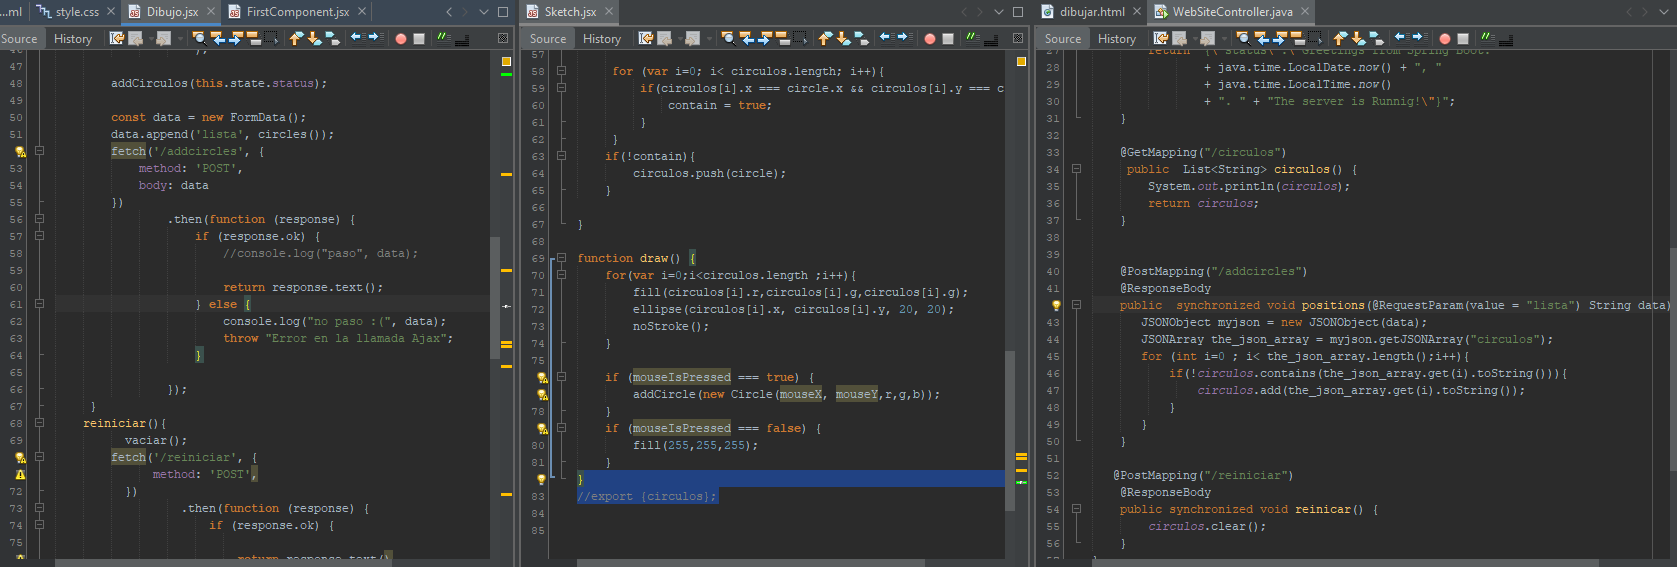 ...ml style.css Dibujo.jsx FirstComponent.jsx
Source History
47
48 addCirculos(this.state.status);
49
50 const data = new FormData();
51 data.append('lista', circles());
fetch('/addcircles', {
53 method: 'POST',
54 body: data
55 })
56 .then(function (response) {
57 if (response.ok) {
58 //console.log("paso", data);
59
60 return response.text();
61 } else {
62 console.log("no paso :(", data);
63 throw "Error en la llamada Ajax";
64 }
65
66 });
67 }
68 reiniciar(){
69 vaciar();
fetch('/reiniciar', {
method: 'POST',
72 })
73 .then(function (response) {
74 if (response.ok) {
75
return response.text()
Sketch.jsx
Source History
57
58 for (var i=0; i< circulos.length; i++){
59 if(circulos[i].x === circle.x && circulos[i].y === c
60 contain = true;
61 }
62 }
63 if(!contain){
64 circulos.push(circle);
65 }
66
67 }
68
69 function draw() {
70 for(var i=0;i<circulos.length ;i++){
71 fill(circulos[i].r,circulos[i].g,circulos[i].g);
72 ellipse(circulos[i].x, circulos[i].y, 20, 20);
73 noStroke();
74 }
75
if (mouseIsPressed === true) {
addCircle(new Circle(mouseX, mouseY,r,g,b));
78 }
if (mouseIsPressed === false) {
80 fill(255,255,255);
81 }
}
83 //export {circulos};
84
85
dibujar.html WebSiteController.java
Source History
27 return "{\"status\":\"Greetings from Spring Boot.
28 + java.time.LocalDate.now() + ", "
29 + java.time.LocalTime.now()
30 + ". " + "The server is Runnig!\"}";
31 }
32
33 @GetMapping("/circulos")
34 public List<String> circulos() {
35 System.out.println(circulos);
36 return circulos;
37 }
38
39
40 @PostMapping("/addcircles")
41 @ResponseBody
public synchronized void positions(@RequestParam(value = "lista") String data)
43 JSONObject myjson = new JSONObject(data);
44 JSONArray the_json_array = myjson.getJSONArray("circulos");
45 for (int i=0 ; i< the_json_array.length();i++){
46 if(!circulos.contains(the_json_array.get(i).toString())){
47 circulos.add(the_json_array.get(i).toString());
48 }
49 }
50 }
51
52 @PostMapping("/reiniciar")
53 @ResponseBody
54 public synchronized void reinicar() {
55 circulos.clear();
56 }